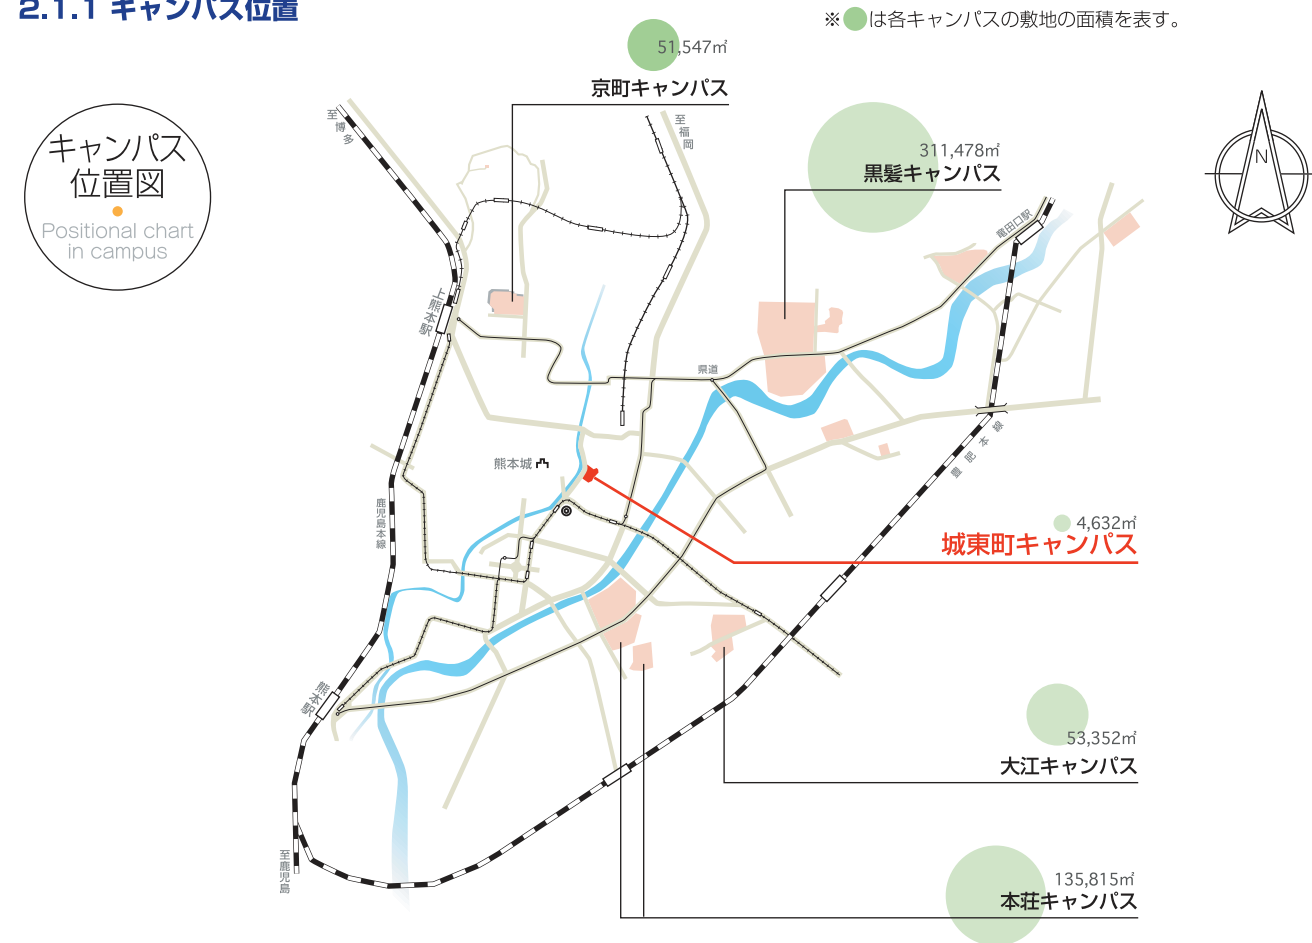 2.1.1 キャンパス位置
※は各キャンパスの敷地の面積を表す。
キャンパス
位置図
Positional chart
in campus
51,547㎡
京町キャンパス
至博多
至福岡
311,478㎡
黒髪キャンパス
N
竜田口駅
上熊本駅
県道
熊本城
豊肥本線
鹿児島本線
4,632㎡
城東町キャンパス
熊本駅
53,352㎡
大江キャンパス
至鹿児島
135,815㎡
本荘キャンパス